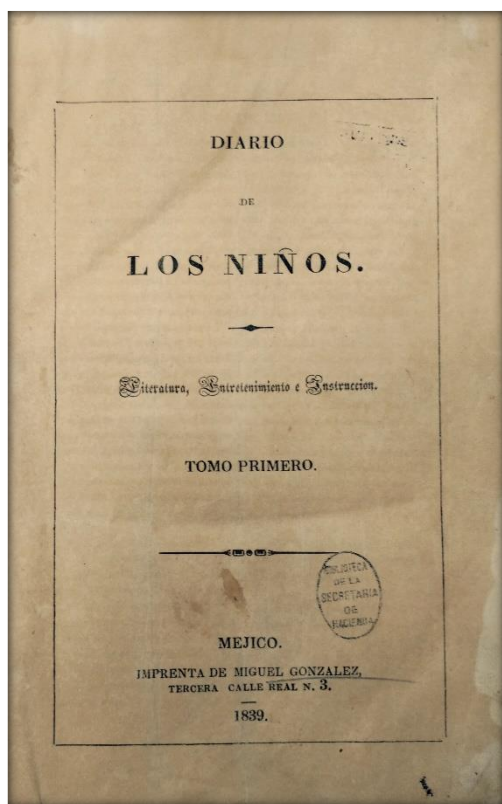 DIARIO
DE
LOS NIÑOS.
Literatura, Entretenimiento e Instruccion.
TOMO PRIMERO.
BIBLIOTECA
DE LA
SECRETARIA
DE
HACIENDA
MEJICO.
IMPRENTA DE MIGUEL GONZALEZ,
TERCERA CALLE REAL N. 3.
1839.